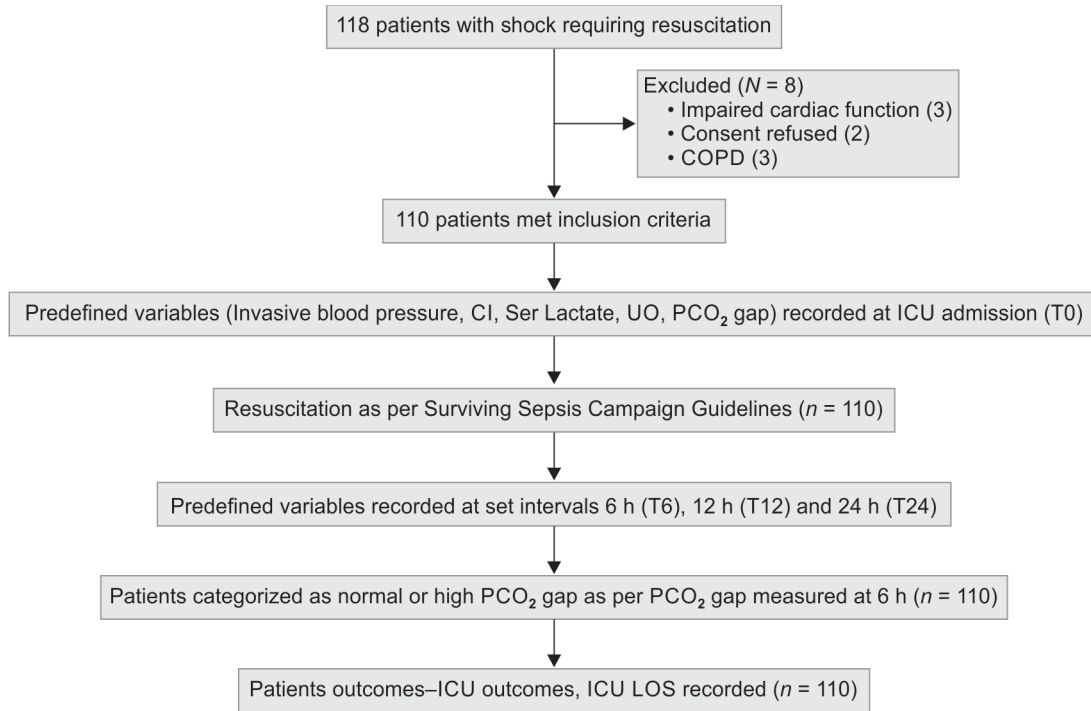 118 patients with shock requiring resuscitation
Excluded (N = 8)
• Impaired cardiac function (3)
• Consent refused (2)
• COPD (3)
110 patients met inclusion criteria
Predefined variables (Invasive blood pressure, CI, Ser Lactate, UO, PCO₂ gap) recorded at ICU admission (T0)
Resuscitation as per Surviving Sepsis Campaign Guidelines (n = 110)
Predefined variables recorded at set intervals 6 h (T6), 12 h (T12) and 24 h (T24)
Patients categorized as normal or high PCO₂ gap as per PCO₂ gap measured at 6 h (n = 110)
Patients outcomes–ICU outcomes, ICU LOS recorded (n = 110)